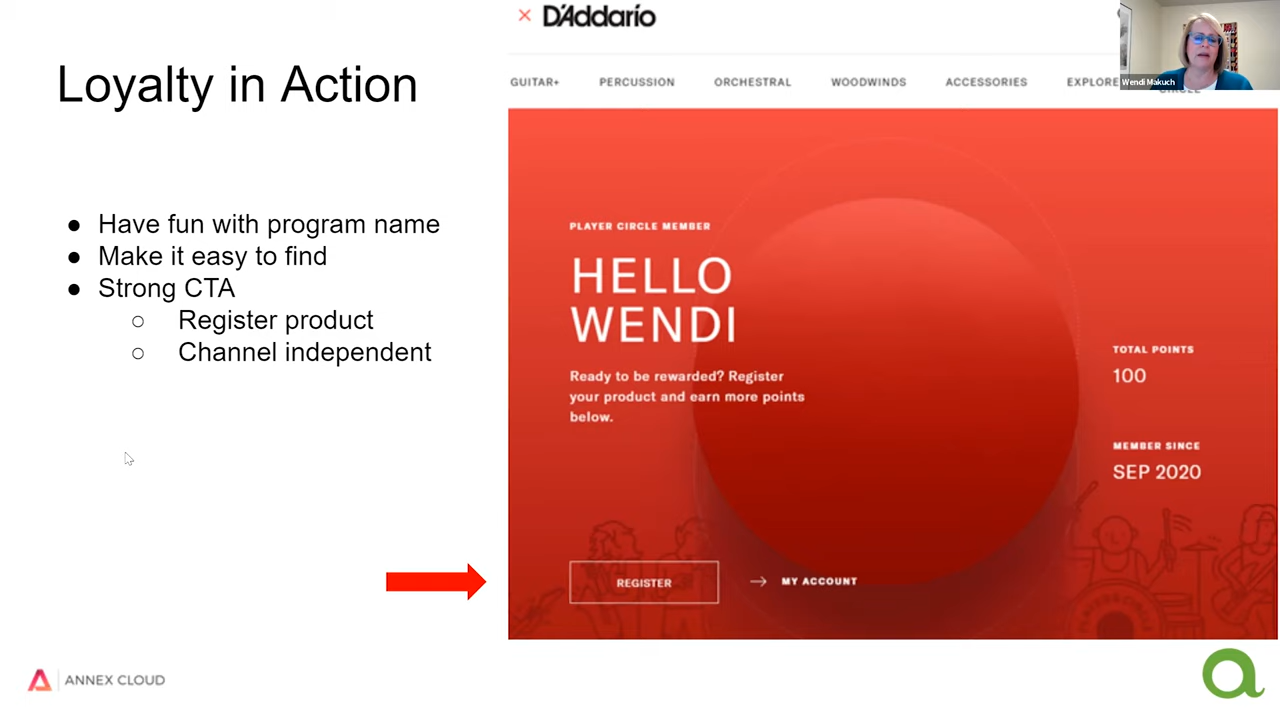 Loyalty in Action
● Have fun with program name
● Make it easy to find
● Strong CTA
○ Register product
○ Channel independent
D'Addario
GUITAR+ PERCUSSION ORCHESTRAL WOODWINDS ACCESSORIES EXPLORE
CIRCLE
Wendi Makuch
PLAYER CIRCLE MEMBER
HELLO
WENDI
Ready to be rewarded? Register
your product and earn more points
below.
TOTAL POINTS
100
MEMBER SINCE
SEP 2020
REGISTER
→ MY ACCOUNT
PLAYERS CIRCLE
ANNEX CLOUD